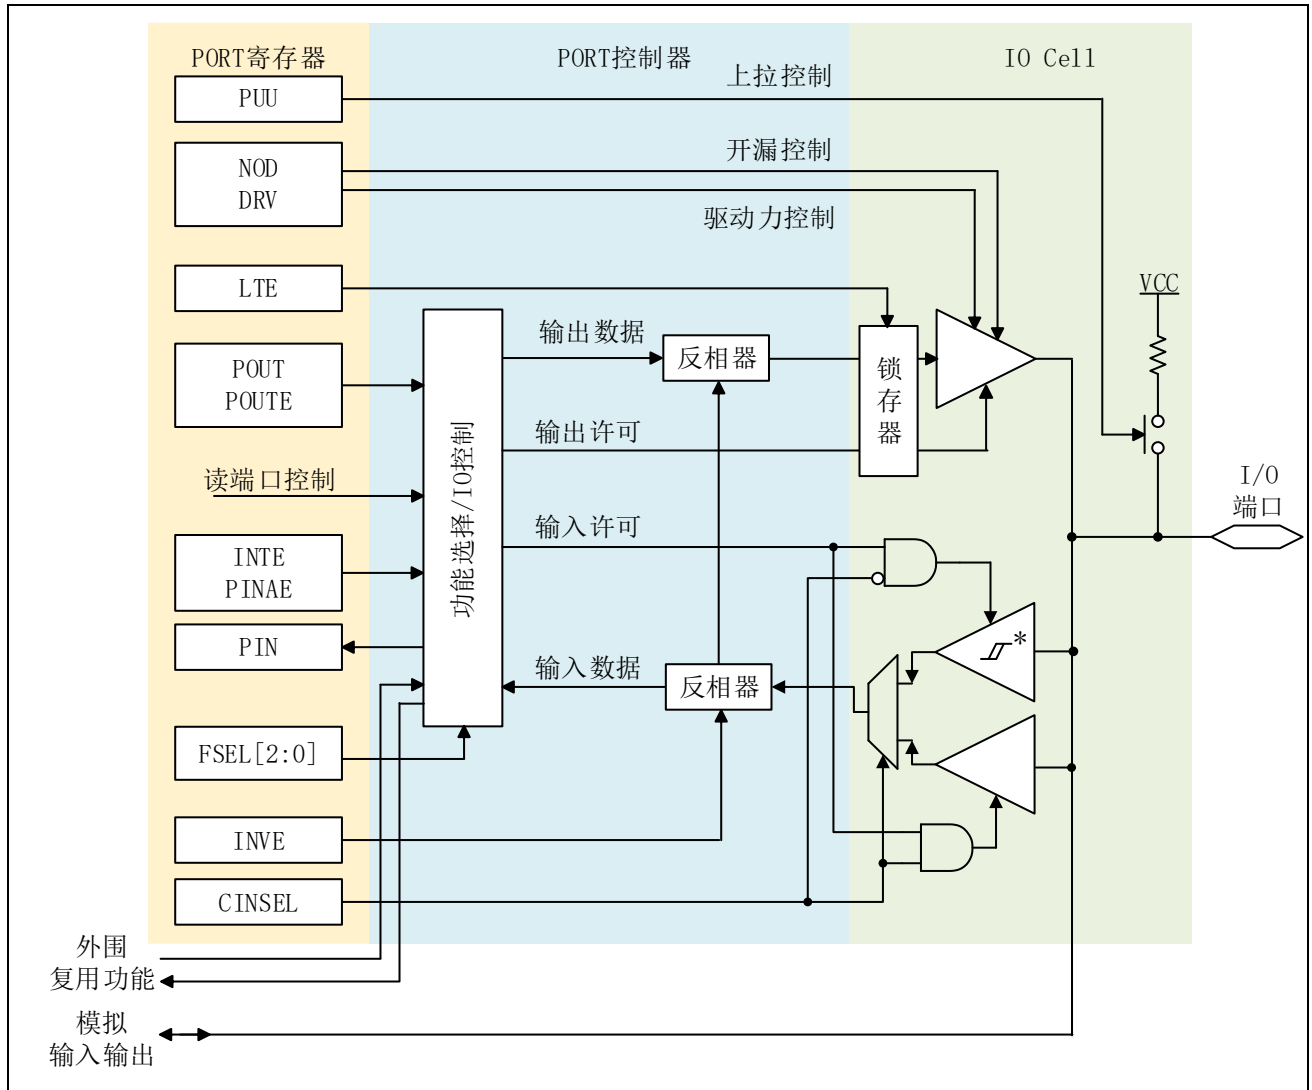 PORT寄存器
PORT控制器
IO Cell
PUU
上拉控制
NOD
DRV
开漏控制
驱动力控制
LTE
VCC
POUT
POUTE
输出数据
反相器
锁存器
输出许可
读端口控制
功能选择/IO控制
I/O
端口
INTE
PINAE
输入许可
PIN
输入数据
反相器
*
FSEL[2:0]
INVE
CINSEL
外围
复用功能
模拟
输入输出